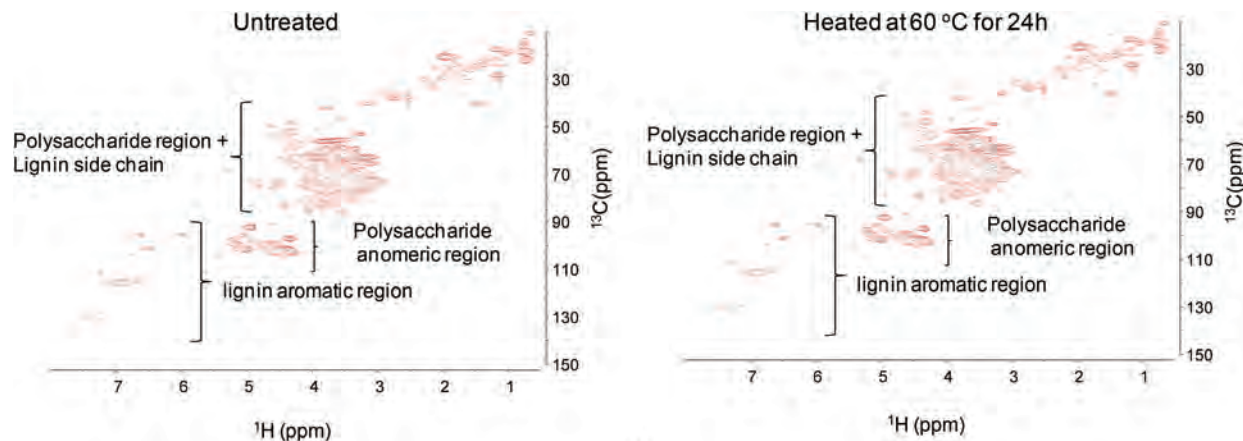 Untreated
30
50
70
90
110
130
150
13C(ppm)
Polysaccharide region +
Lignin side chain
Polysaccharide
anomeric region
lignin aromatic region
7 6 5 4 3 2 1
1H (ppm)
Heated at 60 °C for 24h
30
50
70
90
110
130
150
13C(ppm)
Polysaccharide region +
Lignin side chain
Polysaccharide
anomeric region
lignin aromatic region
7 6 5 4 3 2 1
1H (ppm)